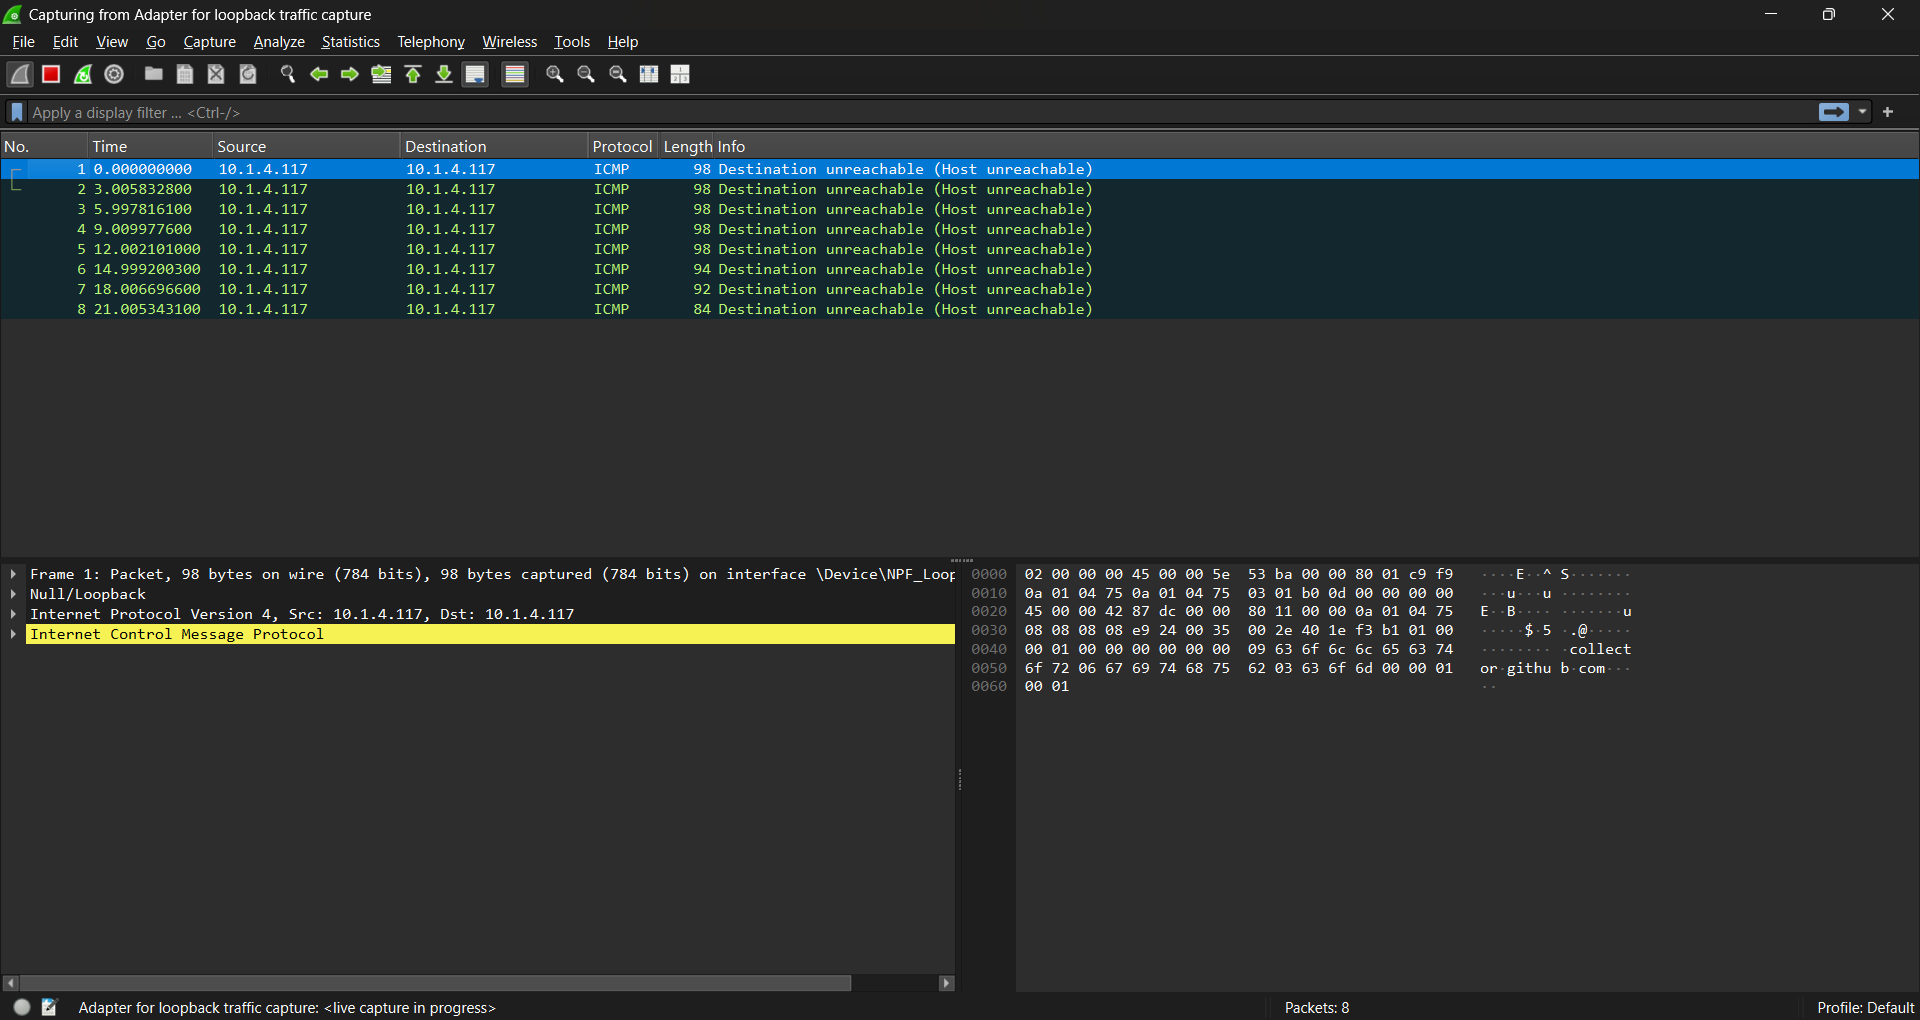 Capturing from Adapter for loopback traffic capture
File Edit View Go Capture Analyze Statistics Telephony Wireless Tools Help
Apply a display filter ... <Ctrl-/>
No. Time Source Destination Protocol Length Info
1 0.000000000 10.1.4.117 10.1.4.117 ICMP 98 Destination unreachable (Host unreachable)
2 3.005832800 10.1.4.117 10.1.4.117 ICMP 98 Destination unreachable (Host unreachable)
3 5.997816100 10.1.4.117 10.1.4.117 ICMP 98 Destination unreachable (Host unreachable)
4 9.009977600 10.1.4.117 10.1.4.117 ICMP 98 Destination unreachable (Host unreachable)
5 12.002101000 10.1.4.117 10.1.4.117 ICMP 98 Destination unreachable (Host unreachable)
6 14.999200300 10.1.4.117 10.1.4.117 ICMP 94 Destination unreachable (Host unreachable)
7 18.006696600 10.1.4.117 10.1.4.117 ICMP 92 Destination unreachable (Host unreachable)
8 21.005343100 10.1.4.117 10.1.4.117 ICMP 84 Destination unreachable (Host unreachable)
Frame 1: Packet, 98 bytes on wire (784 bits), 98 bytes captured (784 bits) on interface \Device\NPF_Loop
Null/Loopback
Internet Protocol Version 4, Src: 10.1.4.117, Dst: 10.1.4.117
Internet Control Message Protocol
0000 02 00 00 00 45 00 00 5e 53 ba 00 00 80 01 c9 f9 ····E··^ S·······
0010 0a 01 04 75 0a 01 04 75 03 01 b0 0d 00 00 00 00 ···u···u ········
0020 45 00 00 42 87 dc 00 00 80 11 00 00 0a 01 04 75 E··B···· ·······u
0030 08 08 08 08 e9 24 00 35 00 2e 40 1e f3 b1 01 00 ·····$·5 ·.@·····
0040 00 01 00 00 00 00 00 00 09 63 6f 6c 6c 65 63 74 ········ ·collect
0050 6f 72 06 67 69 74 68 75 62 03 63 6f 6d 00 00 01 or·githu b·com···
0060 00 01 ··
Adapter for loopback traffic capture: <live capture in progress> Packets: 8 Profile: Default